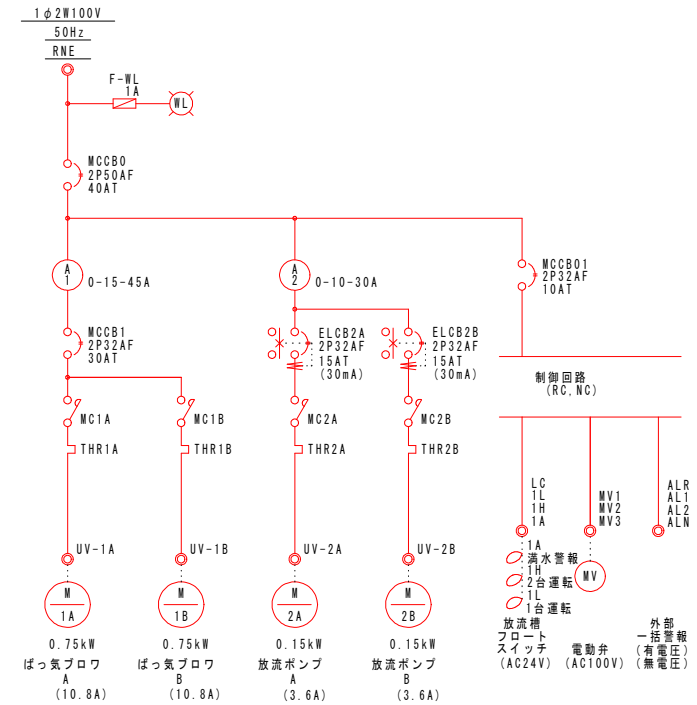 1φ2W100V
50Hz
RNE
F-WL
1A
WL
MCCB0
2P50AF
40AT
A
1
0-15-45A
A
2
0-10-30A
MCCB01
2P32AF
10AT
MCCB1
2P32AF
30AT
ELCB2A
2P32AF
15AT
(30mA)
ELCB2B
2P32AF
15AT
(30mA)
制御回路
(RC,NC)
MC1A
MC1B
MC2A
MC2B
THR1A
THR1B
THR2A
THR2B
LC
1L
1H
1A
MV1
MV2
MV3
ALR
AL1
AL2
ALN
UV-1A
UV-1B
UV-2A
UV-2B
1A
満水警報
1H
2台運転
1L
1台運転
MV
M
1A
M
1B
M
2A
M
2B
0.75kW
ばっ気ブロワ
A
(10.8A)
0.75kW
ばっ気ブロワ
B
(10.8A)
0.15kW
放流ポンプ
A
(3.6A)
0.15kW
放流ポンプ
B
(3.6A)
放流槽
フロート
スイッチ
(AC24V)
電動弁
(AC100V)
外部
一括警報
(有電圧)
(無電圧)